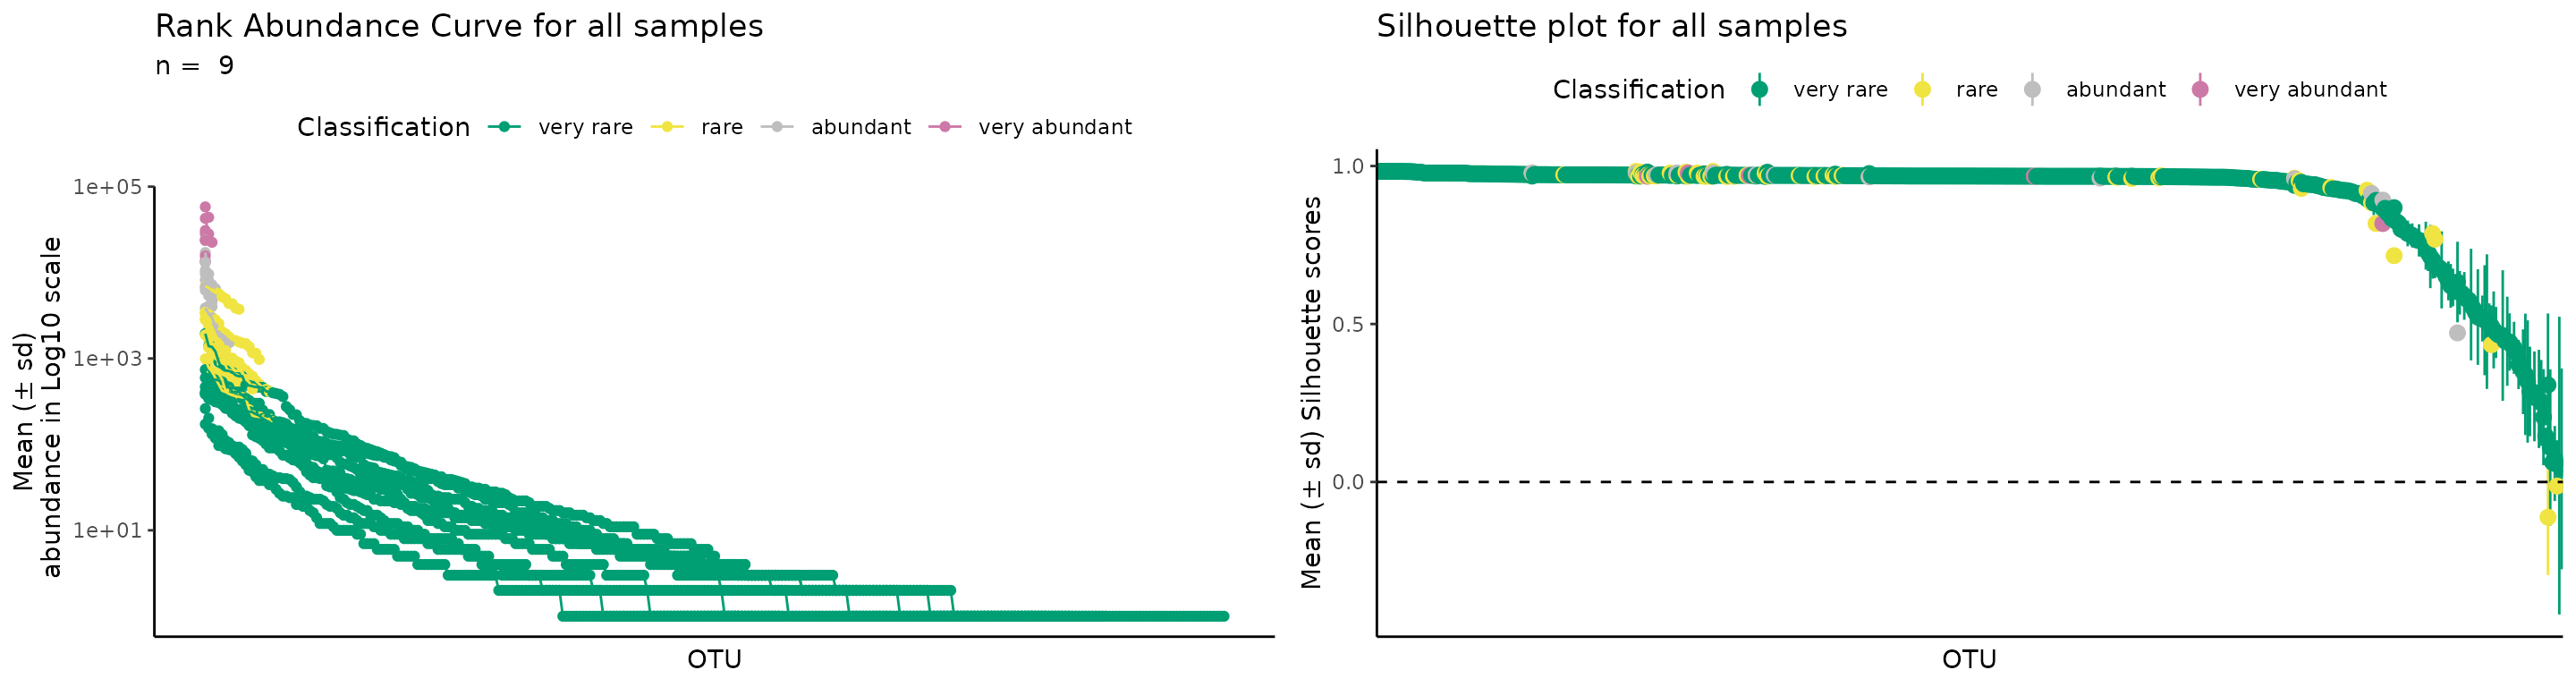 Rank Abundance Curve for all samples
n = 9
Classification very rare rare abundant very abundant
Mean (± sd)
abundance in Log10 scale
1e+05
1e+03
1e+01
OTU
Silhouette plot for all samples
Classification very rare rare abundant very abundant
Mean (± sd) Silhouette scores
1.0
0.5
0.0
OTU